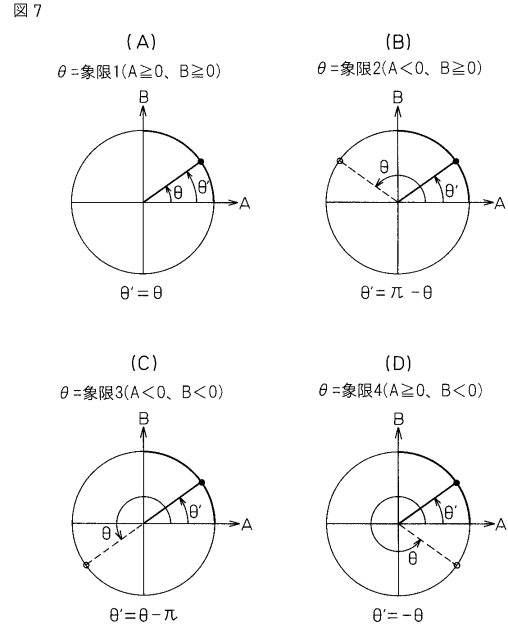 図7
(A)
θ=象限1(A≧0、B≧0)
B
θ
θ'
A
θ'=θ
(B)
θ=象限2(A<0、B≧0)
B
θ
θ'
A
θ'=π-θ
(C)
θ=象限3(A<0、B<0)
B
θ
θ'
A
θ'=θ-π
(D)
θ=象限4(A≧0、B<0)
B
θ'
A
θ
θ'=-θ